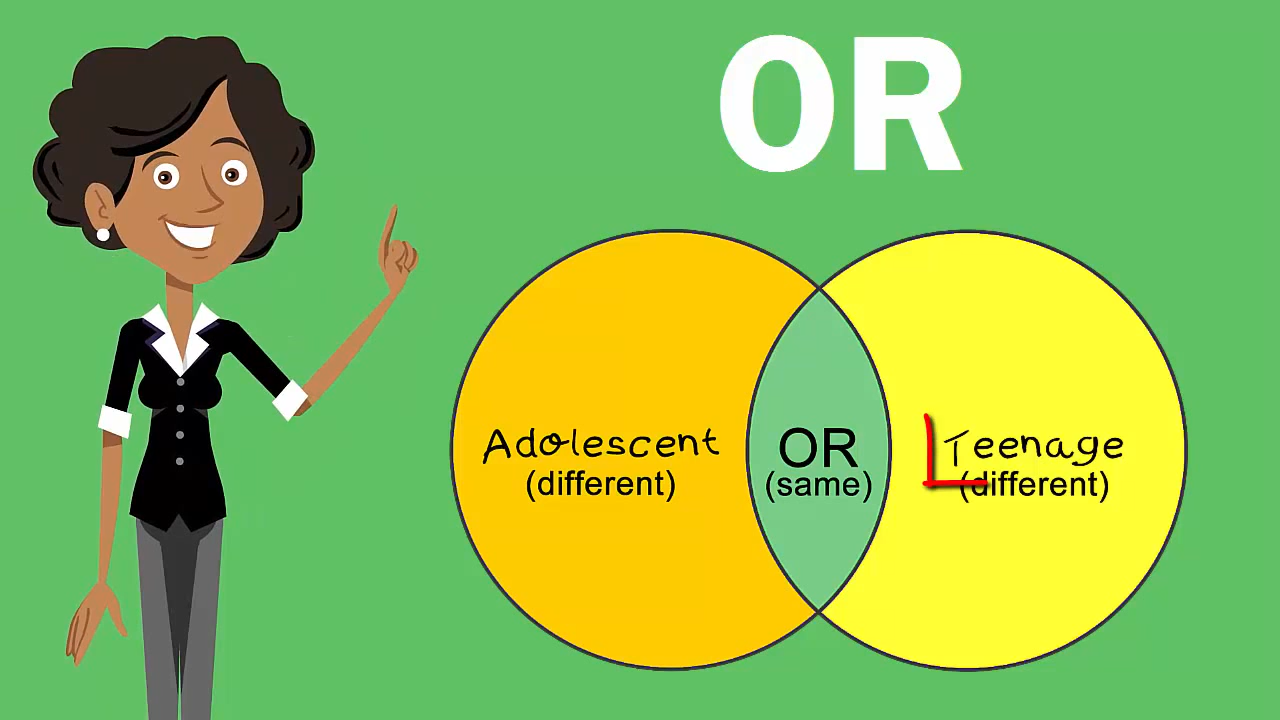 OR
Adolescent
(different)
OR
(same)
Teenage
(different)